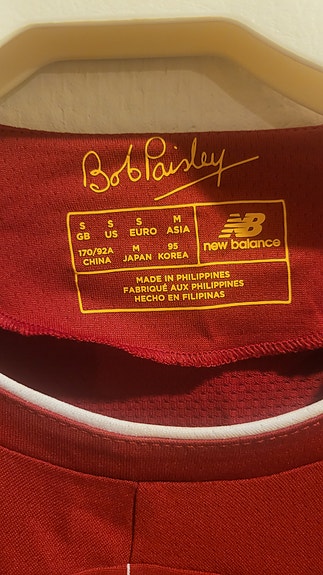 Bob Paisley
S S S M
GB US EURO ASIA
170/92A M 95
CHINA JAPAN KOREA
NB
new balance
MADE IN PHILIPPINES
FABRIQUÉ AUX PHILIPPINES
HECHO EN FILIPINAS